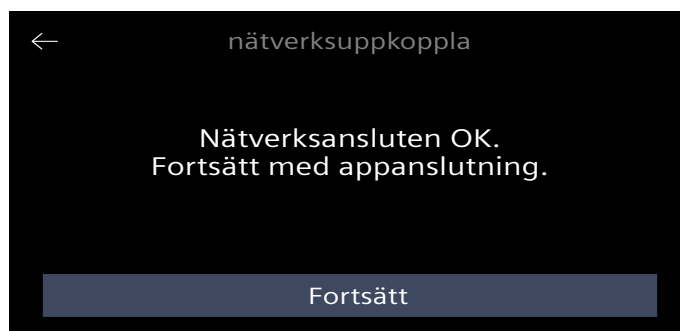 nätverksuppkoppla
Nätverksansluten OK.
Fortsätt med appanslutning.
Fortsätt